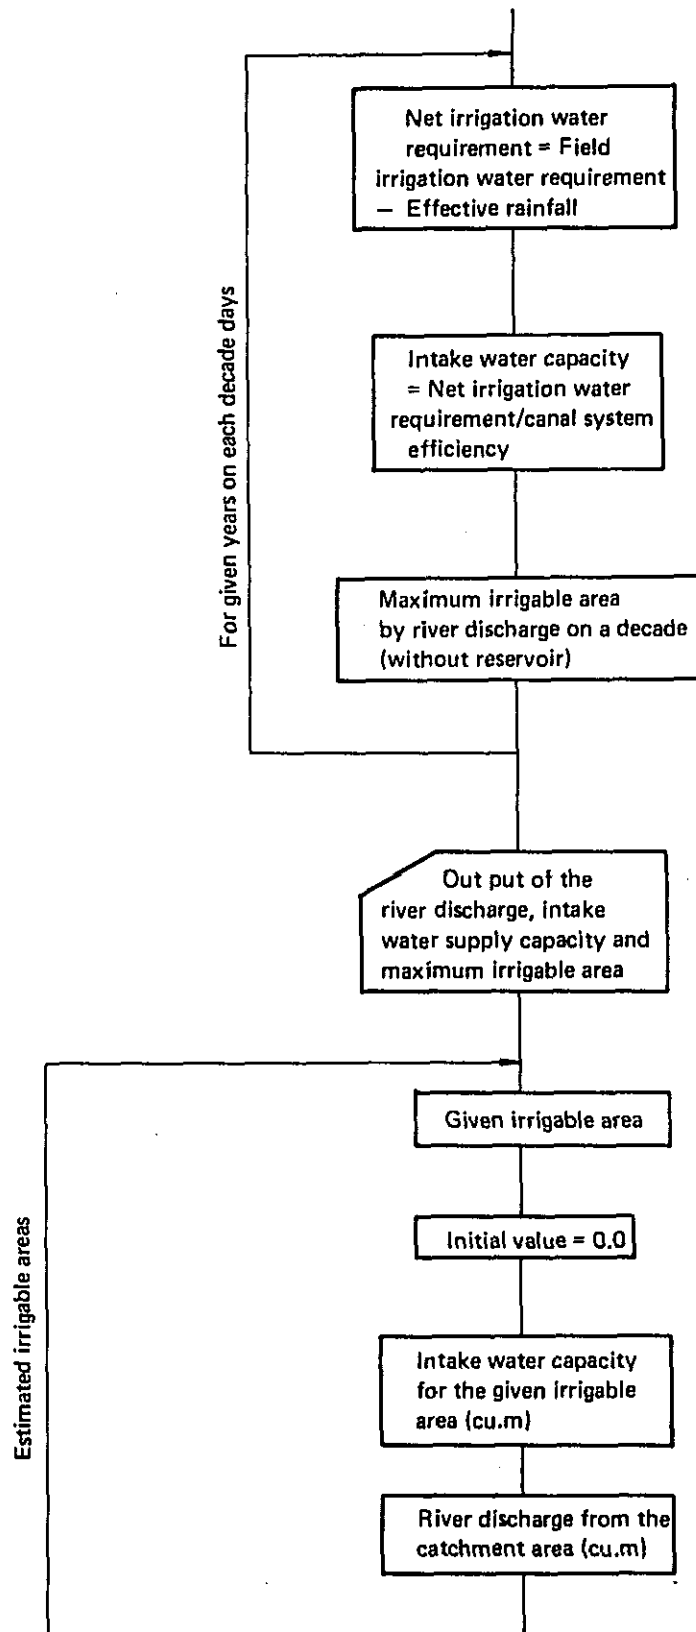 For given years on each decade days
Net irrigation water
requirement = Field
irrigation water requirement
— Effective rainfall
Intake water capacity
= Net irrigation water
requirement/canal system
efficiency
Maximum irrigable area
by river discharge on a decade
(without reservoir)
Out put of the
river discharge, intake
water supply capacity and
maximum irrigable area
Estimated irrigable areas
Given irrigable area
Initial value = 0.0
Intake water capacity
for the given irrigable
area (cu.m)
River discharge from the
catchment area (cu.m)